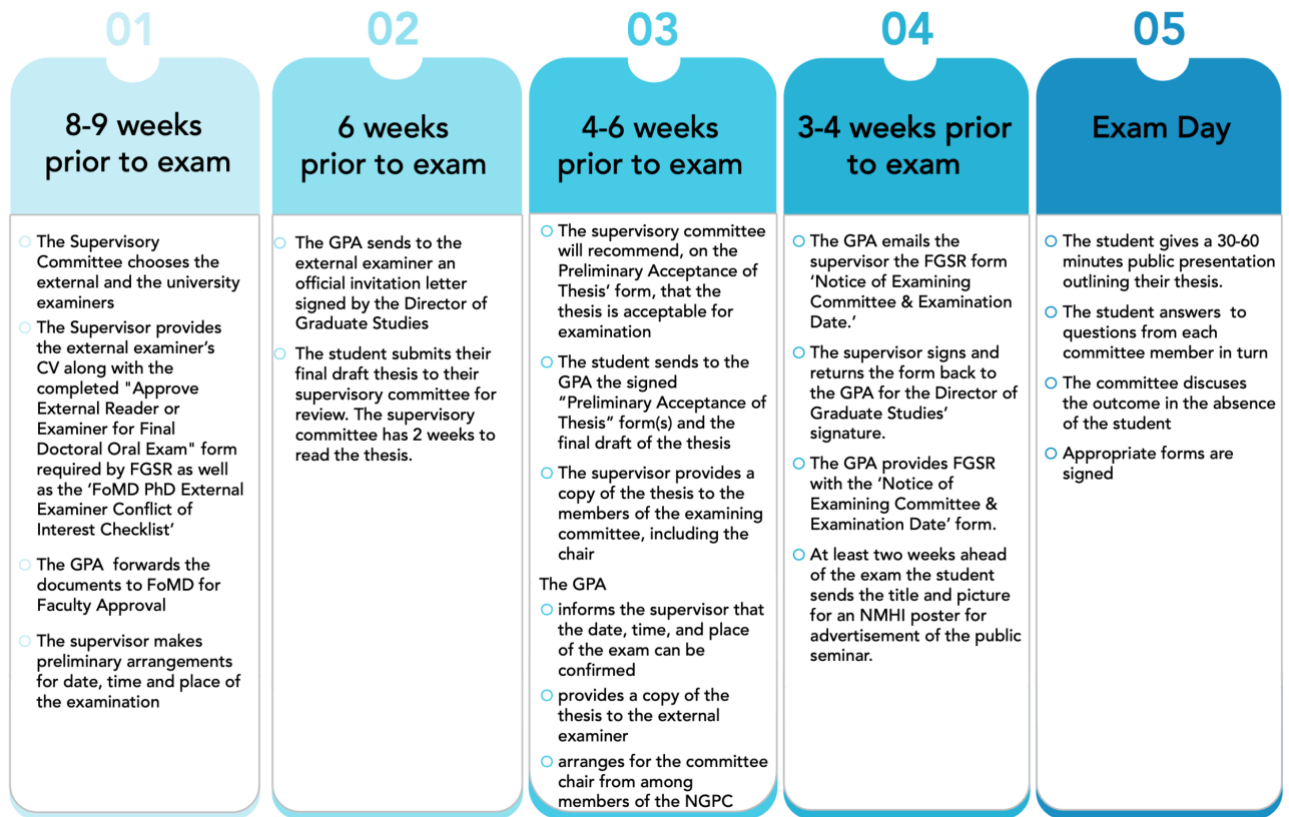 01
8-9 weeks
prior to exam
The Supervisory
Committee chooses the
external and the university
examiners
The Supervisor provides
the external examiner's
CV along with the
completed "Approve
External Reader or
Examiner for Final
Doctoral Oral Exam" form
required by FGSR as well
as the 'FoMD PhD External
Examiner Conflict of
Interest Checklist'
The GPA forwards the
documents to FoMD for
Faculty Approval
The supervisor makes
preliminary arrangements
for date, time and place of
the examination
02
6 weeks
prior to exam
The GPA sends to the
external examiner an
official invitation letter
signed by the Director of
Graduate Studies
The student submits their
final draft thesis to their
supervisory committee for
review. The supervisory
committee has 2 weeks to
read the thesis.
03
4-6 weeks
prior to exam
The supervisory committee
will recommend, on the
Preliminary Acceptance of
Thesis' form, that the
thesis is acceptable for
examination
The student sends to the
GPA the signed
"Preliminary Acceptance of
Thesis" form(s) and the
final draft of the thesis
The supervisor provides a
copy of the thesis to the
members of the examining
committee, including the
chair
The GPA
informs the supervisor that
the date, time, and place
of the exam can be
confirmed
provides a copy of the
thesis to the external
examiner
arranges for the committee
chair from among
members of the NGPC
04
3-4 weeks prior
to exam
The GPA emails the
supervisor the FGSR form
'Notice of Examining
Committee & Examination
Date.'
The supervisor signs and
returns the form back to
the GPA for the Director of
Graduate Studies'
signature.
The GPA provides FGSR
with the 'Notice of
Examining Committee &
Examination Date' form.
At least two weeks ahead
of the exam the student
sends the title and picture
for an NMHI poster for
advertisement of the public
seminar.
05
Exam Day
The student gives a 30-60
minutes public presentation
outlining their thesis.
The student answers to
questions from each
committee member in turn
The committee discusses
the outcome in the absence
of the student
Appropriate forms are
signed